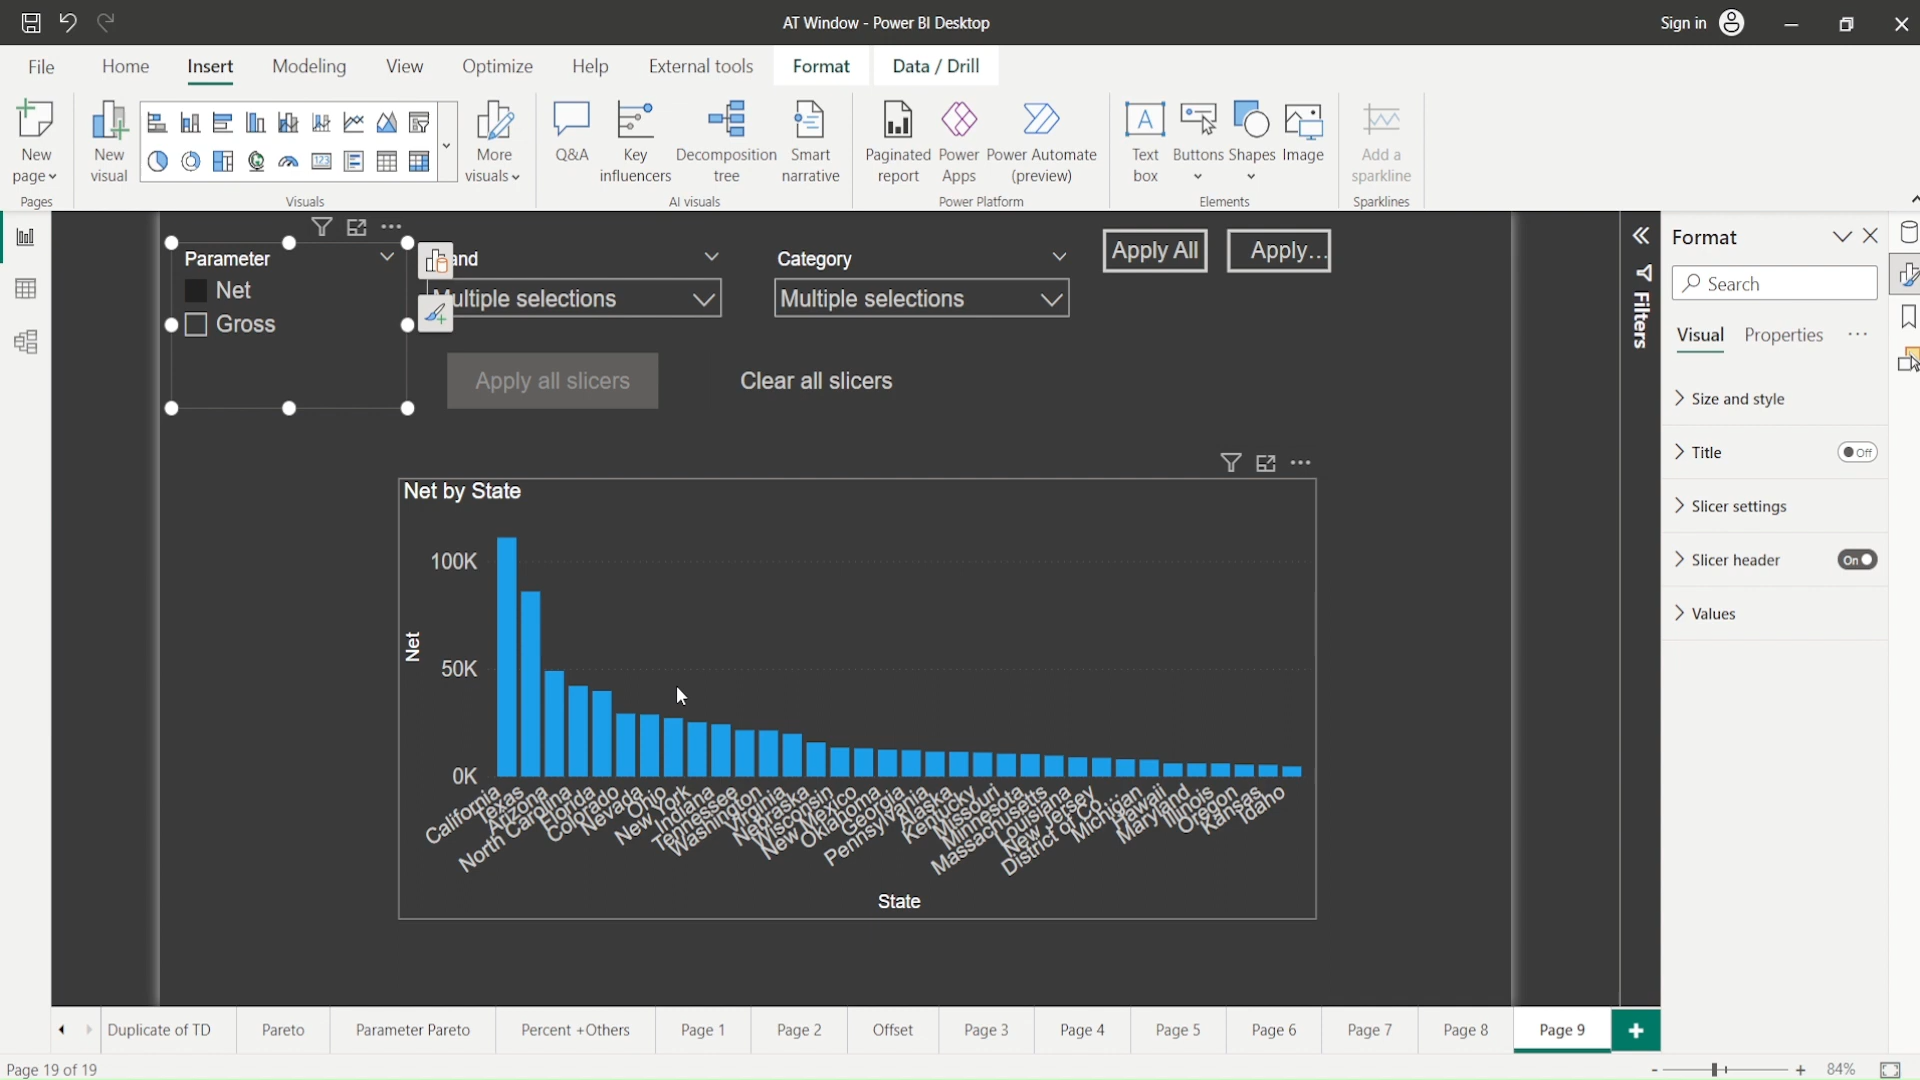 AT Window - Power BI Desktop
Sign in
File Home Insert Modeling View Optimize Help External tools Format Data / Drill
New page
New visual
More visuals
Q&A
Key influencers
Decomposition tree
Smart narrative
Paginated report
Power Apps
Power Automate (preview)
Text box
Buttons
Shapes
Image
Add a sparkline
Pages
Visuals
AI visuals
Power Platform
Elements
Sparklines
Parameter
Net
Gross
and
Multiple selections
Category
Multiple selections
Apply All
Apply...
Apply all slicers
Clear all slicers
Net by State
100K
50K
0K
Net
California
Texas
Arizona
North Carolina
Florida
Colorado
Nevada
Ohio
New York
Indiana
Tennessee
Washington
Virginia
Nebraska
Wisconsin
New Mexico
Oklahoma
Georgia
Pennsylvania
Alaska
Kentucky
Missouri
Minnesota
Massachusetts
Louisiana
New Jersey
District of Co...
Michigan
Hawaii
Maryland
Illinois
Oregon
Kansas
Idaho
State
Filters
Format
Search
Visual Properties
Size and style
Title Off
Slicer settings
Slicer header On
Values
Duplicate of TD Pareto Parameter Pareto Percent +Others Page 1 Page 2 Offset Page 3 Page 4 Page 5 Page 6 Page 7 Page 8 Page 9
Page 19 of 19
84%